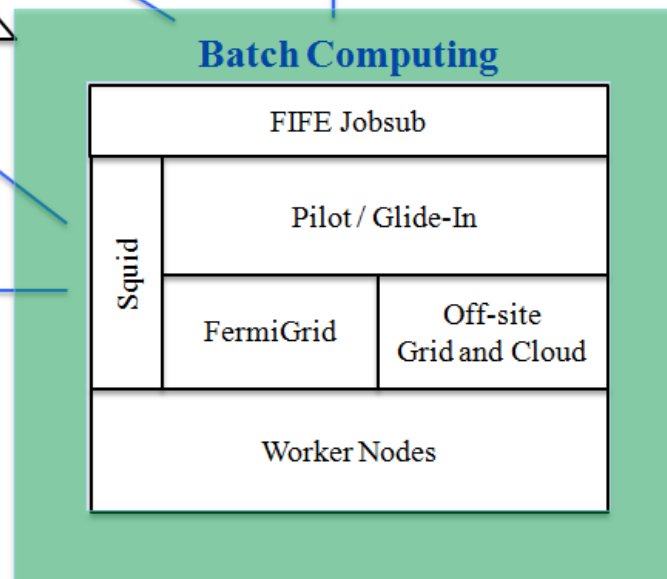 Batch Computing
FIFE Jobsub
Squid
Pilot / Glide-In
FermiGrid
Off-site
Grid and Cloud
Worker Nodes